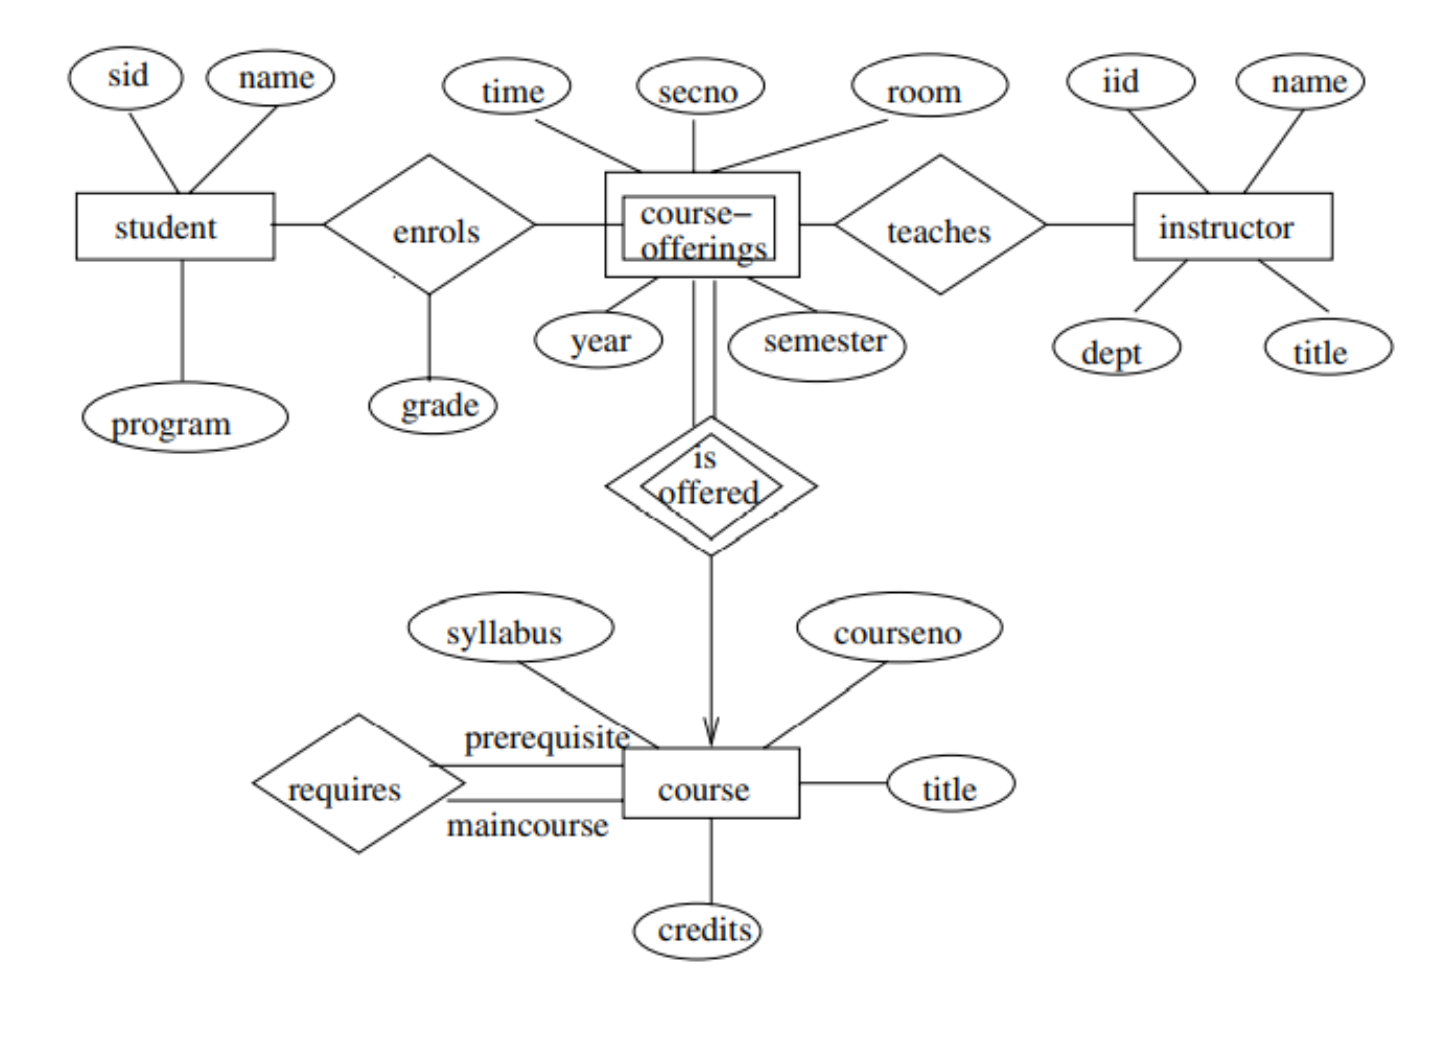 sid
name
time
secno
room
iid
name
student
enrols
course–
offerings
teaches
instructor
year
semester
dept
title
program
grade
is
offered
syllabus
courseno
prerequisite
requires
course
title
maincourse
credits